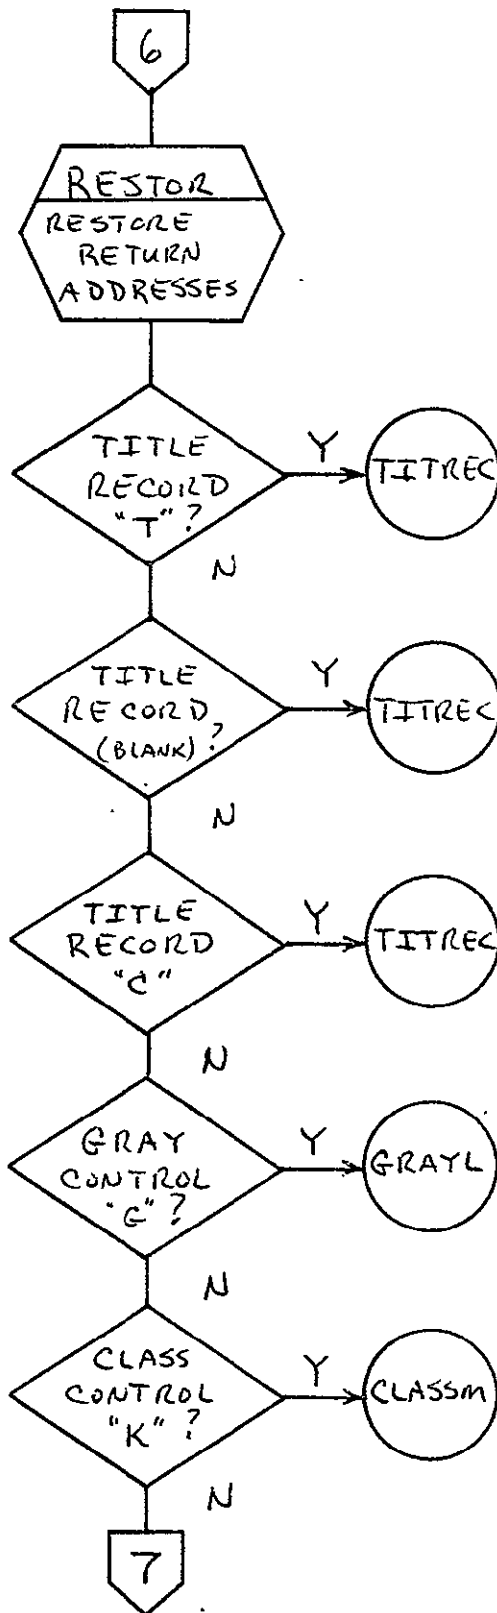 6
RESTOR
RESTORE
RETURN
ADDRESSES
TITLE
RECORD
"T"?
Y
TITREC
N
TITLE
RECORD
(BLANK)?
Y
TITREC
N
TITLE
RECORD
"C"
Y
TITREC
N
GRAY
CONTROL
"G"?
Y
GRAYL
N
CLASS
CONTROL
"K"?
Y
CLASSM
N
7